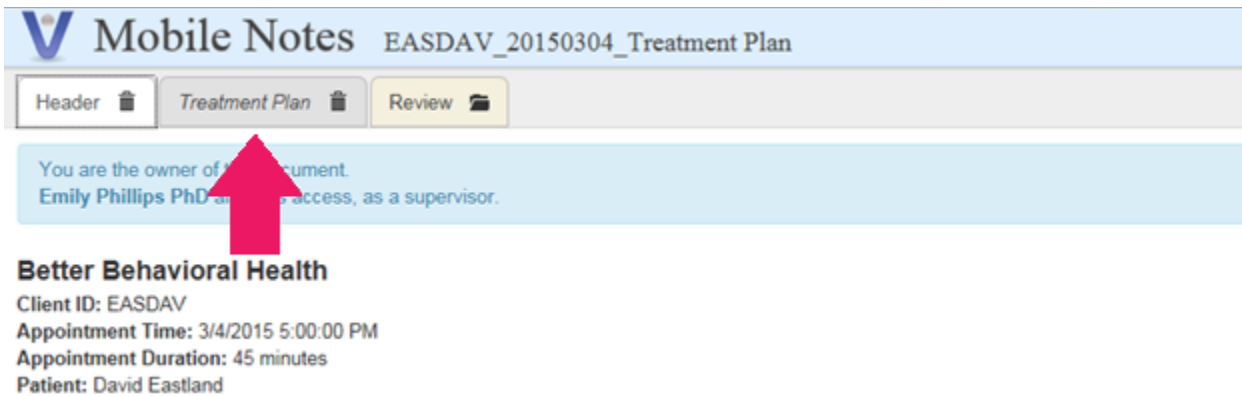 Mobile Notes EASDAV_20150304_Treatment Plan
Header Treatment Plan Review
You are the owner of cument.
Emily Phillips PhD access, as a supervisor.
Better Behavioral Health
Client ID: EASDAV
Appointment Time: 3/4/2015 5:00:00 PM
Appointment Duration: 45 minutes
Patient: David Eastland